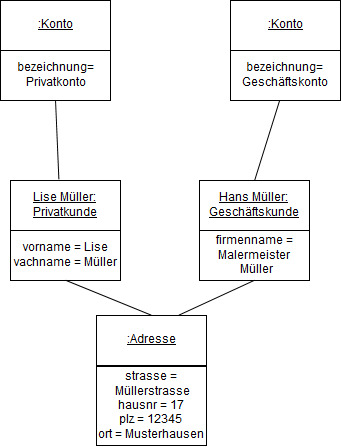 :Konto
bezeichnung=
Privatkonto
:Konto
bezeichnung=
Geschäftskonto
Lise Müller:
Privatkunde
vorname = Lise
vachname = Müller
Hans Müller:
Geschäftskunde
firmenname =
Malermeister
Müller
:Adresse
strasse =
Müllerstrasse
hausnr = 17
plz = 12345
ort = Musterhausen